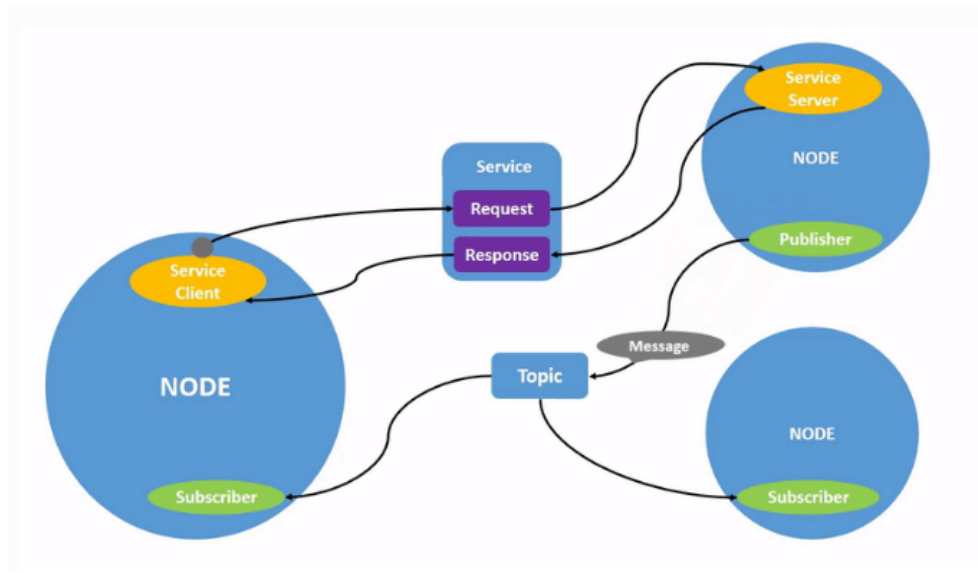 Service
Server
NODE
Publisher
Service
Request
Response
Service
Client
NODE
Subscriber
Message
Topic
NODE
Subscriber